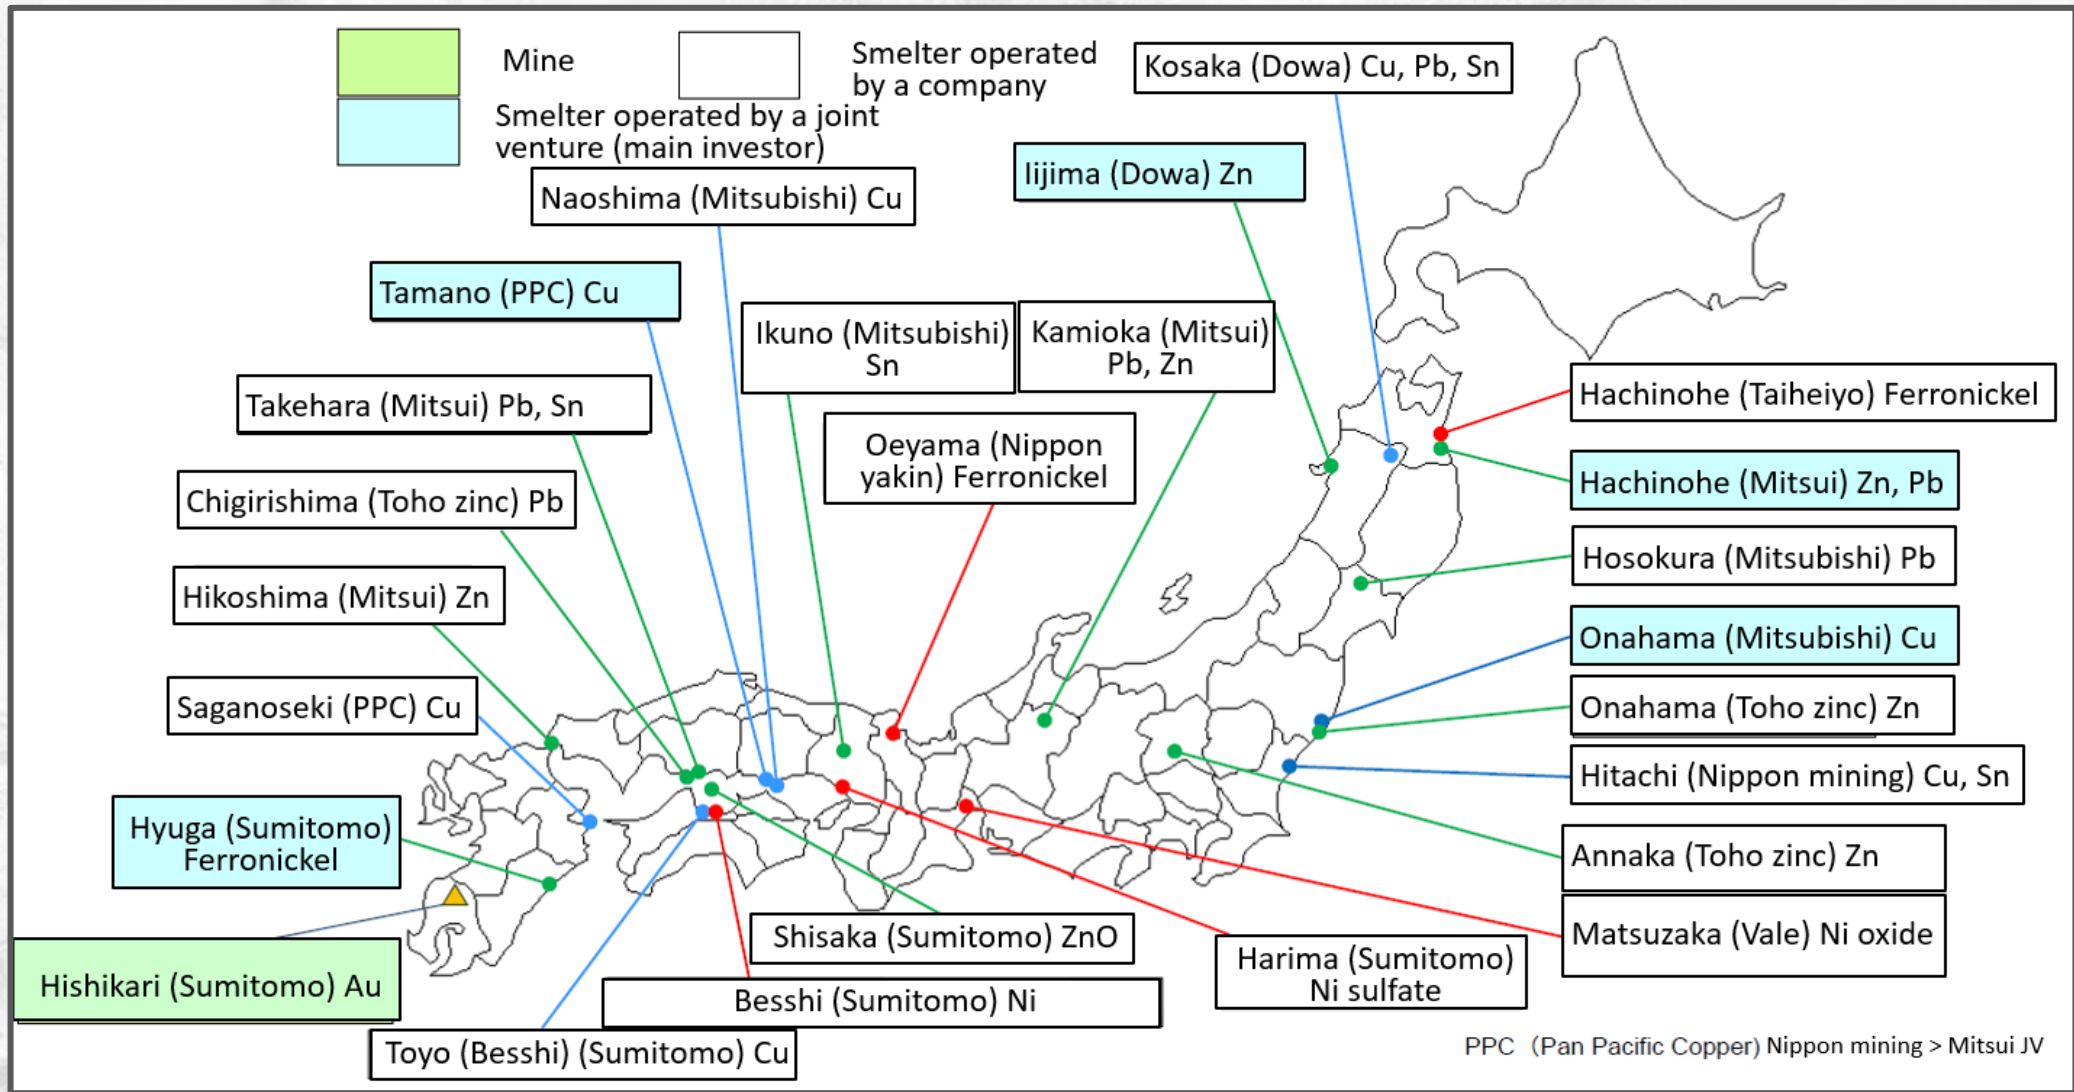 Mine
Smelter operated
by a company
Smelter operated by a joint
venture (main investor)
Kosaka (Dowa) Cu, Pb, Sn
Iijima (Dowa) Zn
Naoshima (Mitsubishi) Cu
Tamano (PPC) Cu
Ikuno (Mitsubishi)
Sn
Kamioka (Mitsui)
Pb, Zn
Takehara (Mitsui) Pb, Sn
Oeyama (Nippon
yakin) Ferronickel
Chigirishima (Toho zinc) Pb
Hikoshima (Mitsui) Zn
Saganoseki (PPC) Cu
Hyuga (Sumitomo)
Ferronickel
Hishikari (Sumitomo) Au
Toyo (Besshi) (Sumitomo) Cu
Besshi (Sumitomo) Ni
Shisaka (Sumitomo) ZnO
Harima (Sumitomo)
Ni sulfate
Hachinohe (Taiheiyo) Ferronickel
Hachinohe (Mitsui) Zn, Pb
Hosokura (Mitsubishi) Pb
Onahama (Mitsubishi) Cu
Onahama (Toho zinc) Zn
Hitachi (Nippon mining) Cu, Sn
Annaka (Toho zinc) Zn
Matsuzaka (Vale) Ni oxide
PPC（Pan Pacific Copper) Nippon mining > Mitsui JV